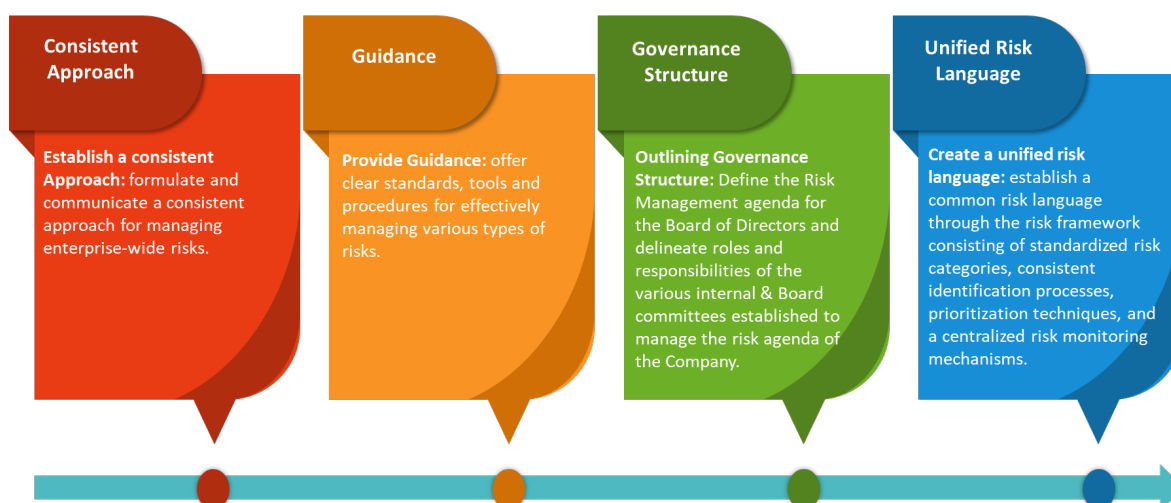 Consistent
Approach
Establish a consistent
Approach: formulate and
communicate a consistent
approach for managing
enterprise-wide risks.
Guidance
Provide Guidance: offer
clear standards, tools and
procedures for effectively
managing various types of
risks.
Governance
Structure
Outlining Governance
Structure: Define the Risk
Management agenda for
the Board of Directors and
delineate roles and
responsibilities of the
various internal & Board
committees established to
manage the risk agenda of
the Company.
Unified Risk
Language
Create a unified risk
language: establish a
common risk language
through the risk framework
consisting of standardized risk
categories, consistent
identification processes,
prioritization techniques, and
a centralized risk monitoring
mechanisms.